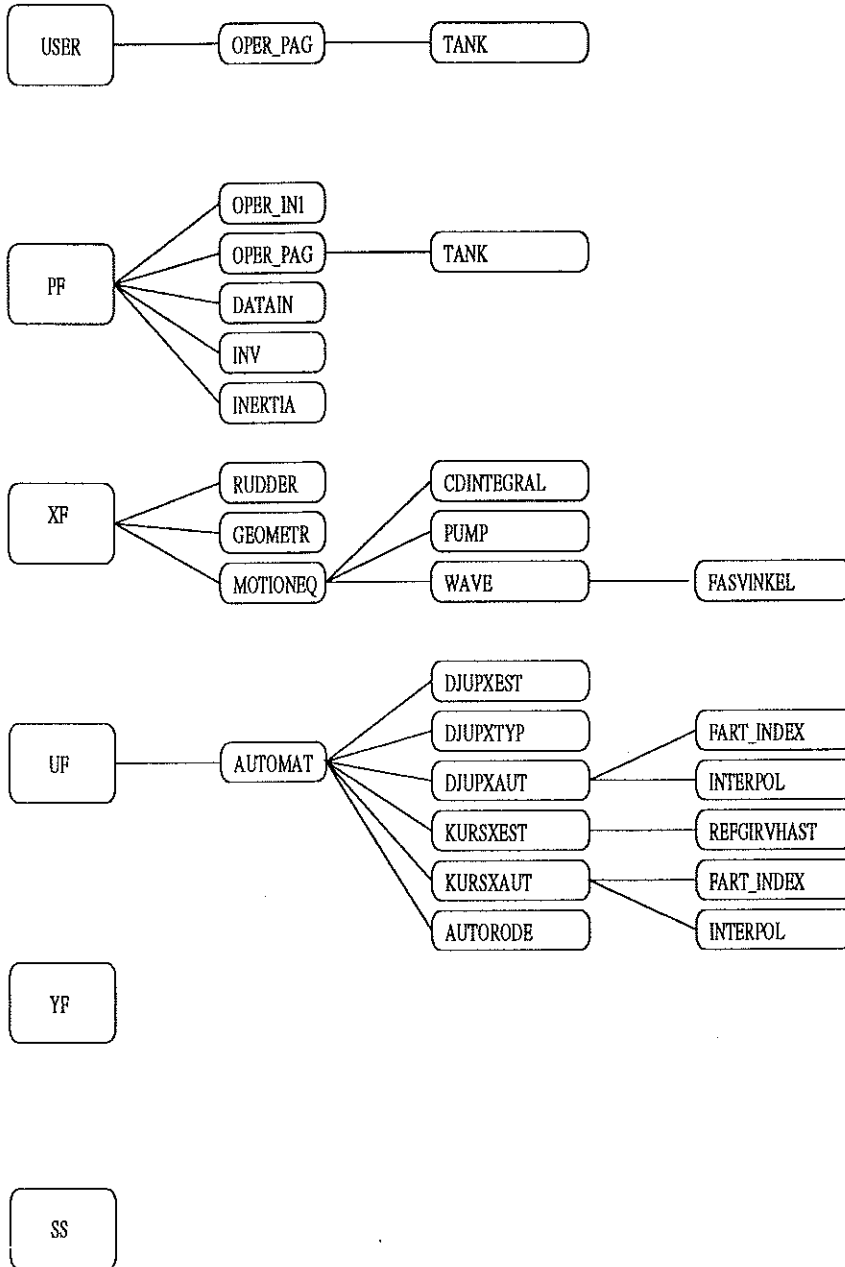 USER
OPER_PAG
TANK
OPER_IN1
PF
OPER_PAG
TANK
DATAIN
INV
INERTIA
XF
RUDDER
CDINTEGRAL
GEOMETR
PUMP
MOTIONEQ
WAVE
FASVINKEL
DJUPXEST
UF
AUTOMAT
DJUPXTYP
FART_INDEX
DJUPXAUT
INTERPOL
KURSXEST
REFGIRVHAST
KURSXAUT
FART_INDEX
AUTORODE
INTERPOL
YF
SS